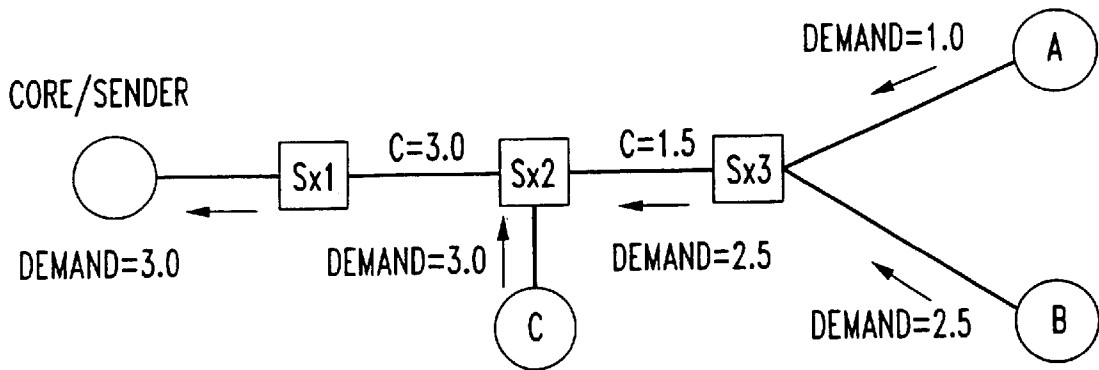 DEMAND=1.0
A
CORE/SENDER
C=3.0
C=1.5
Sx1
Sx2
Sx3
DEMAND=3.0
DEMAND=3.0
DEMAND=2.5
C
DEMAND=2.5
B